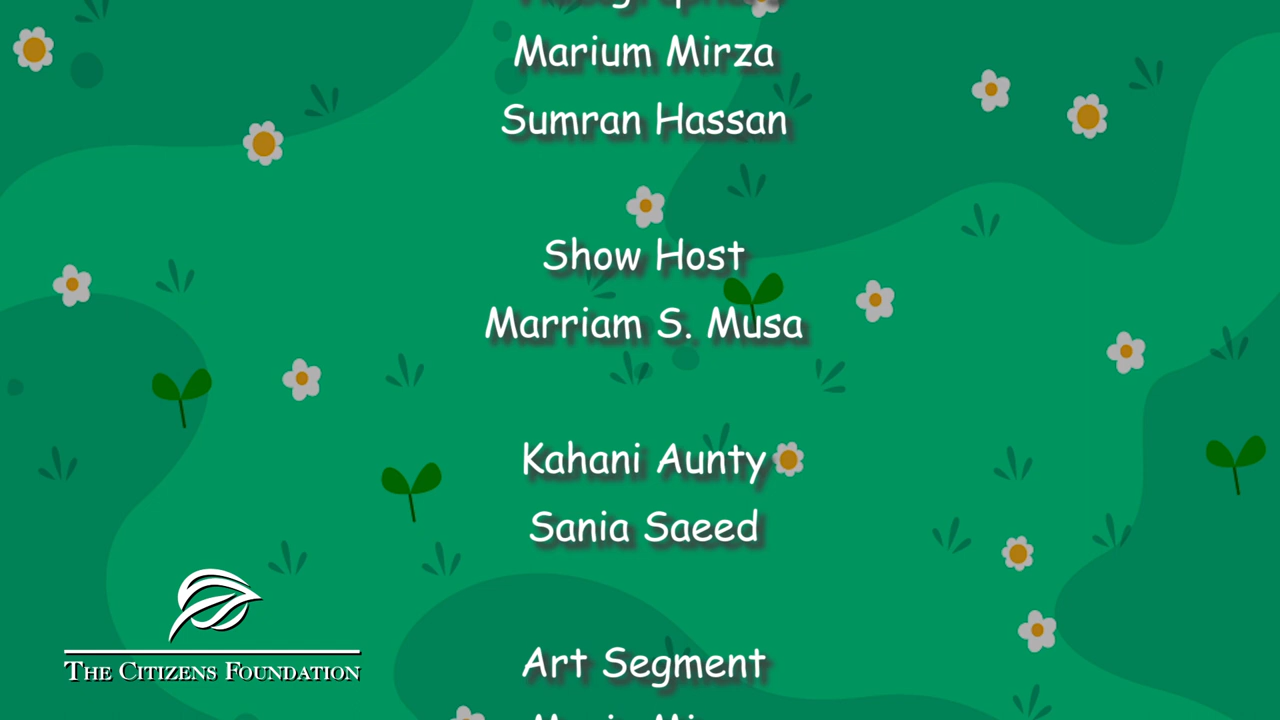 Marium Mirza
Sumran Hassan
Show Host
Marriam S. Musa
Kahani Aunty
Sania Saeed
Art Segment
THE CITIZENS FOUNDATION